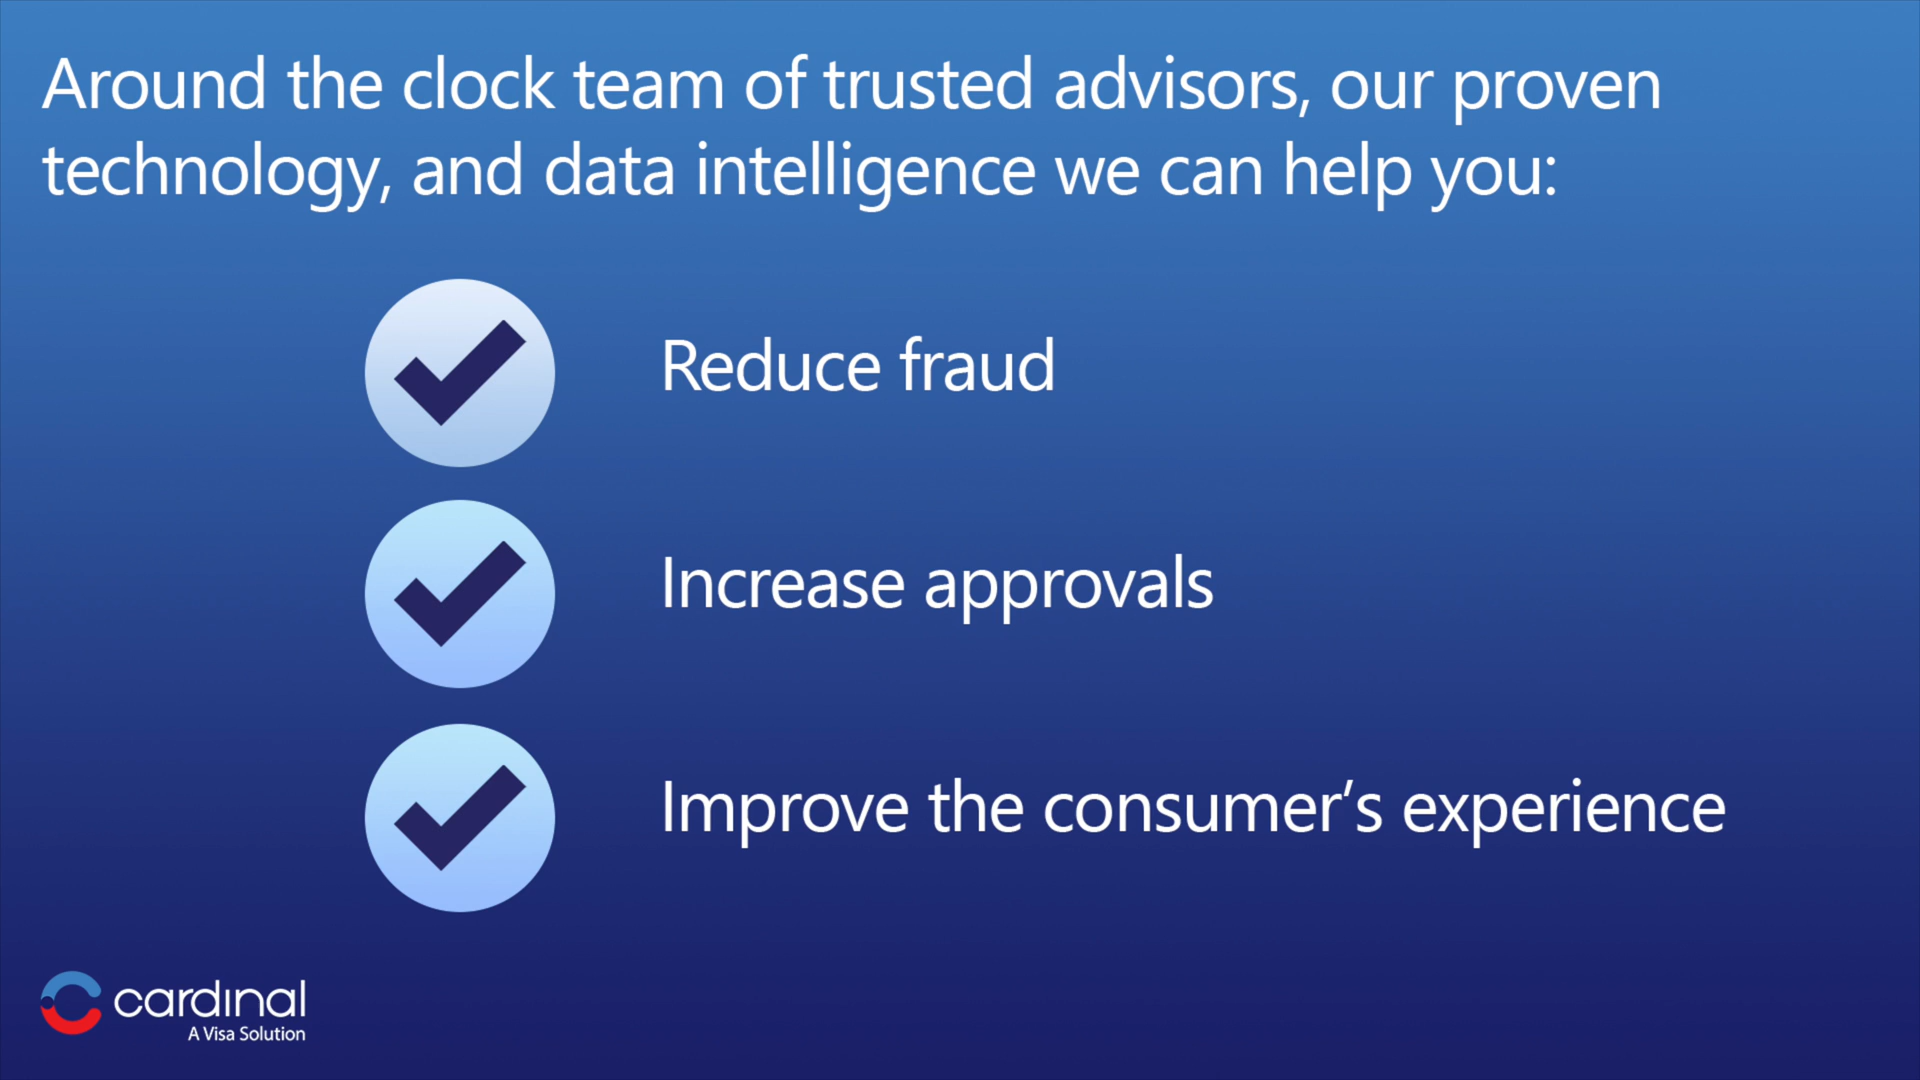 Around the clock team of trusted advisors, our proven
technology, and data intelligence we can help you:
Reduce fraud
Increase approvals
Improve the consumer’s experience
cardinal
A Visa Solution